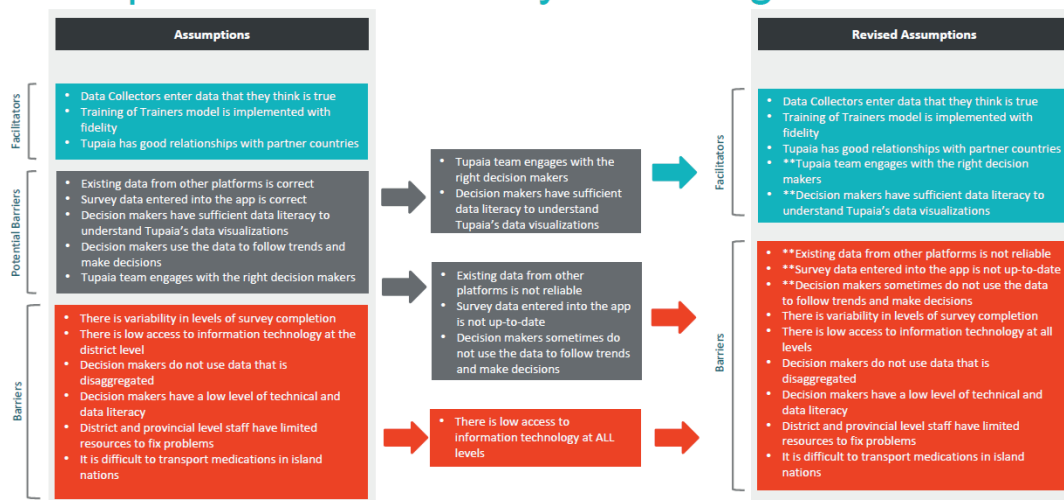 Assumptions
Facilitators
• Data Collectors enter data that they think is true
• Training of Trainers model is implemented with
fidelity
• Tupaia has good relationships with partner countries
Potential Barriers
• Existing data from other platforms is correct
• Survey data entered into the app is correct
• Decision makers have sufficient data literacy to
understand Tupaia's data visualizations
• Decision makers use the data to follow trends and
make decisions
• Tupaia team engages with the right decision makers
Barriers
• There is variability in levels of survey completion
• There is low access to information technology at the
district level
• Decision makers do not use data that is
disaggregated
• Decision makers have a low level of technical and
data literacy
• District and provincial level staff have limited
resources to fix problems
• It is difficult to transport medications in island
nations
• Tupaia team engages with the
right decision makers
• Decision makers have sufficient
data literacy to understand
Tupaia's data visualizations
• Existing data from other
platforms is not reliable
• Survey data entered into the app
is not up-to-date
• Decision makers sometimes do
not use the data to follow trends
and make decisions
• There is low access to
information technology at ALL
levels
Revised Assumptions
Facilitators
• Data Collectors enter data that they think is true
• Training of Trainers model is implemented with
fidelity
• Tupaia has good relationships with partner countries
• **Tupaia team engages with the right decision
makers
• **Decision makers have sufficient data literacy to
understand Tupaia's data visualizations
Barriers
• **Existing data from other platforms is not reliable
• **Survey data entered into the app is not up-to-date
• **Decision makers sometimes do not use the data
to follow trends and make decisions
• There is variability in levels of survey completion
• There is low access to information technology at all
levels
• Decision makers do not use data that is
disaggregated
• Decision makers have a low level of technical and
data literacy
• District and provincial level staff have limited
resources to fix problems
• It is difficult to transport medications in island
nations